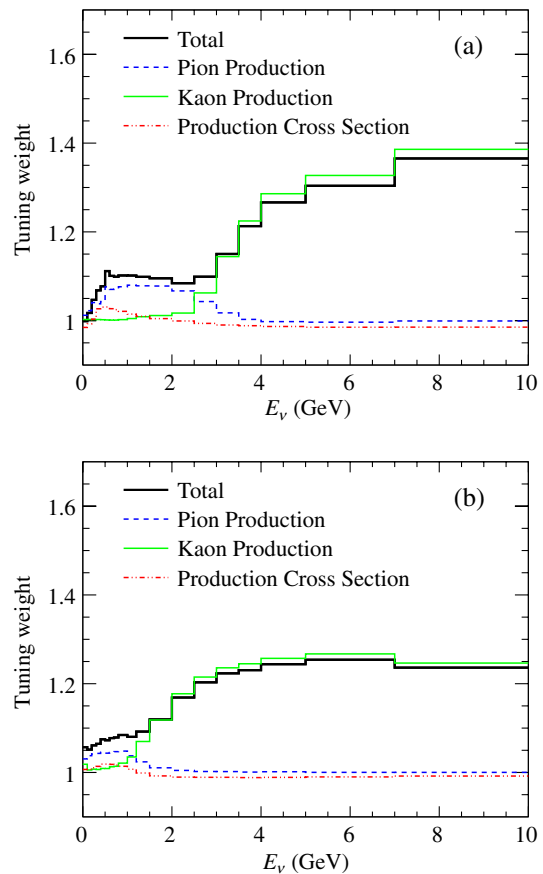 (a)
Total
Pion Production
Kaon Production
Production Cross Section
Tuning weight
1.6
1.4
1.2
1
0 2 4 6 8 10
Eν (GeV)
(b)
Total
Pion Production
Kaon Production
Production Cross Section
Tuning weight
1.6
1.4
1.2
1
0 2 4 6 8 10
Eν (GeV)